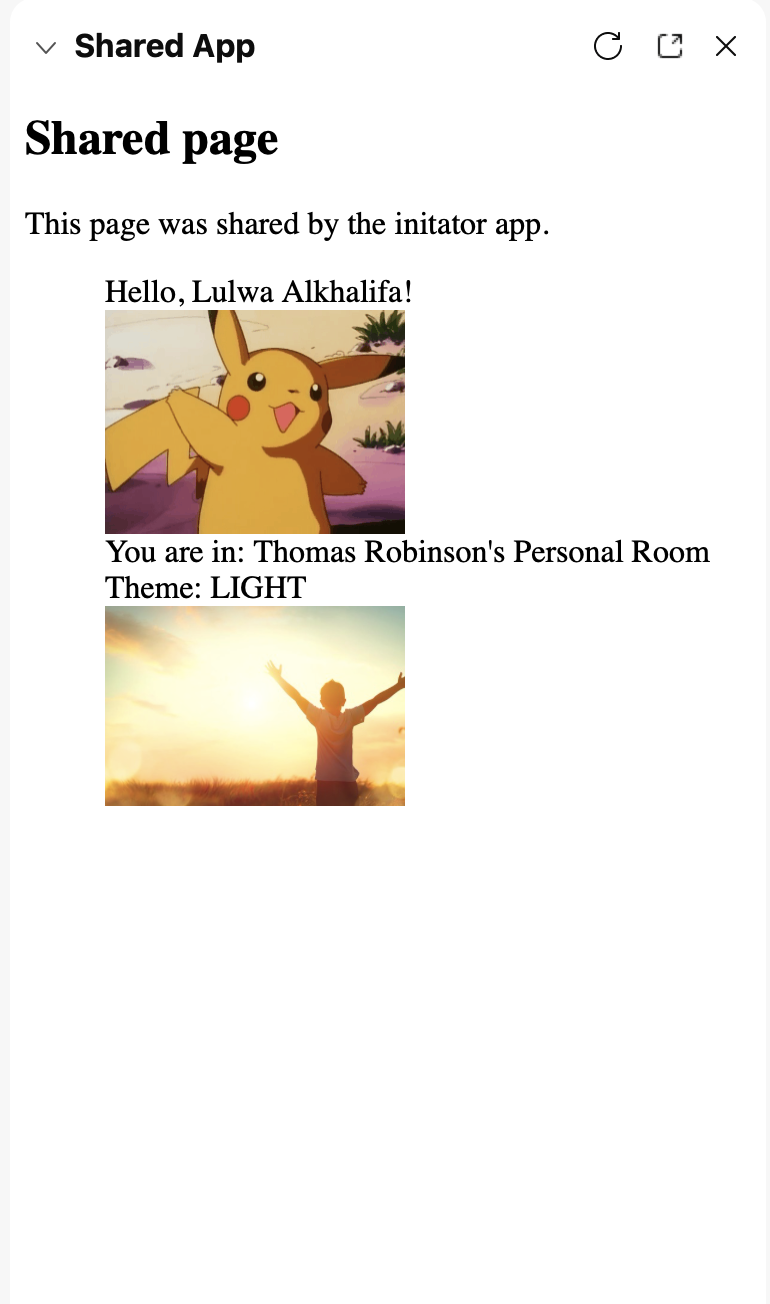 Shared App
Shared page
This page was shared by the initator app.
Hello, Lulwa Alkhalifa!
You are in: Thomas Robinson's Personal Room
Theme: LIGHT